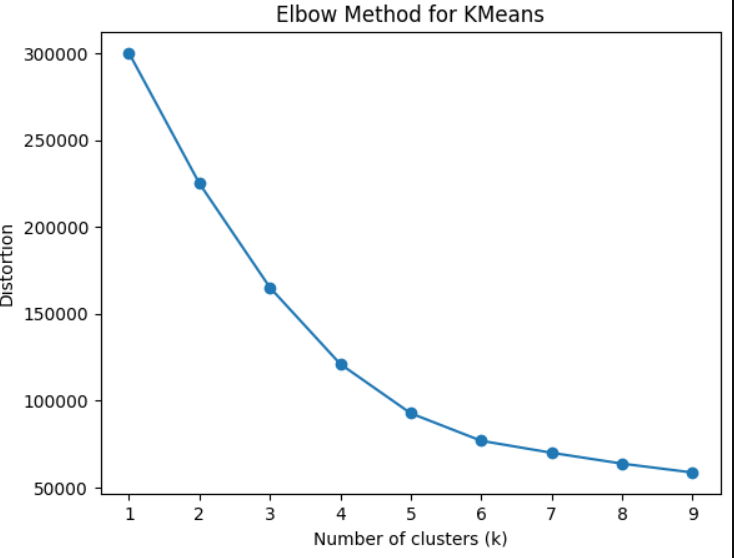 Elbow Method for KMeans
300000
250000
200000
150000
100000
50000
Distortion
1 2 3 4 5 6 7 8 9
Number of clusters (k)